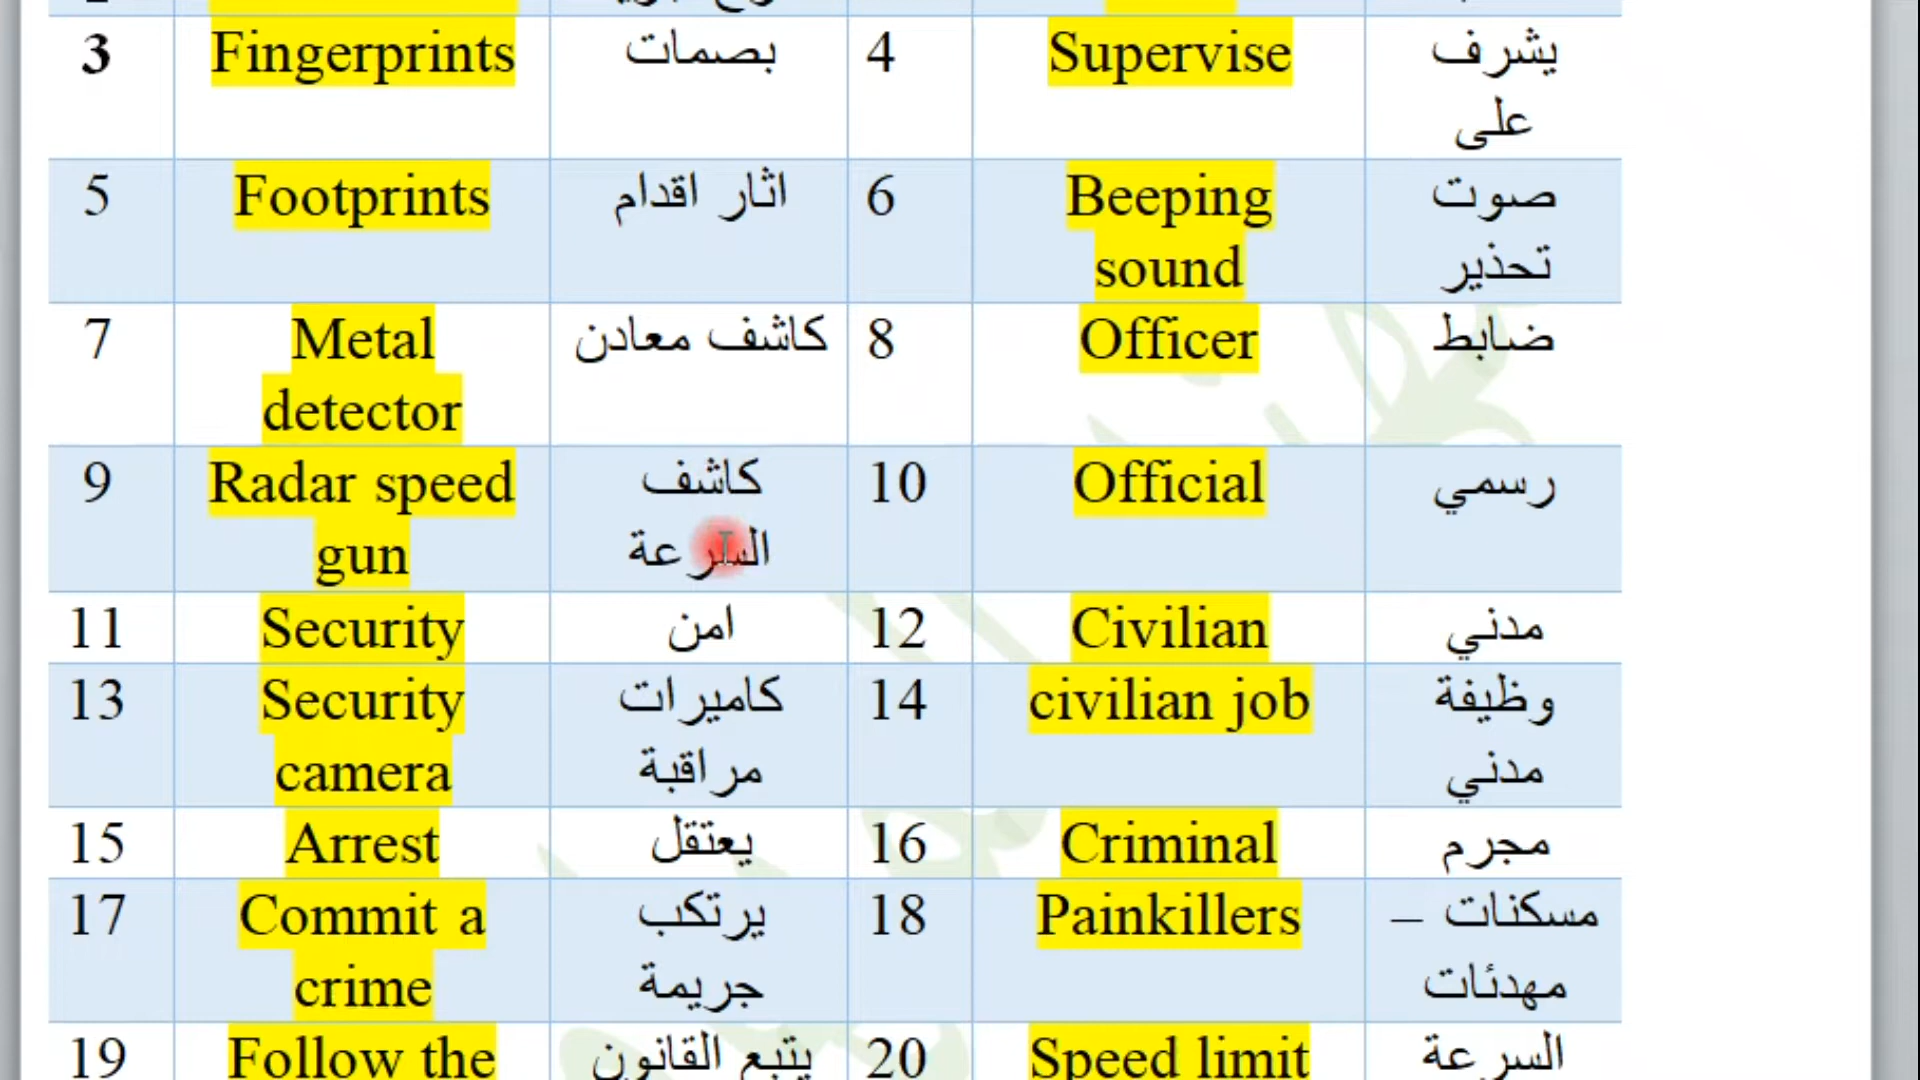 3 Fingerprints بصمات 4 Supervise يشرف
على
5 Footprints اثار اقدام 6 Beeping صوت
sound تحذير
7 Metal كاشف معادن 8 Officer ضابط
detector
9 Radar speed كاشف 10 Official رسمي
gun السرعة
11 Security امن 12 Civilian مدني
13 Security كاميرات 14 civilian job وظيفة
camera مراقبة مدني
15 Arrest يعتقل 16 Criminal مجرم
17 Commit a يرتكب 18 Painkillers مسكنات –
crime جريمة مهدئات
19 Follow the يتبع القانون 20 Speed limit السرعة